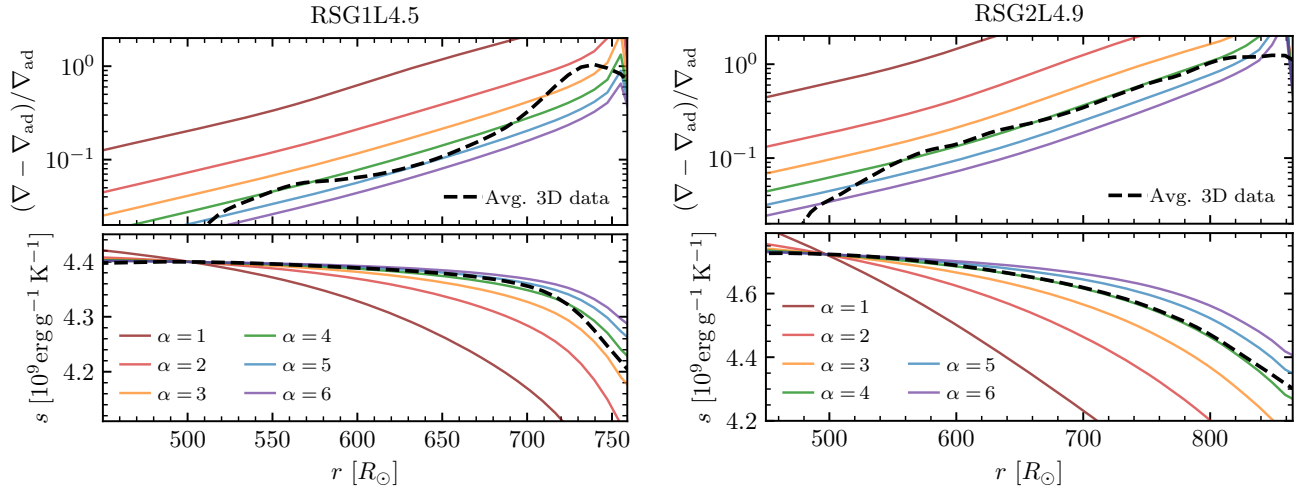 RSG1L4.5
(∇ − ∇ad)/∇ad
10⁰
10⁻¹
Avg. 3D data
s [10⁹erg g⁻¹ K⁻¹]
4.4
4.3
4.2
α = 1
α = 2
α = 3
α = 4
α = 5
α = 6
500 550 600 650 700 750
r [R⊙]
RSG2L4.9
(∇ − ∇ad)/∇ad
10⁰
10⁻¹
Avg. 3D data
s [10⁹erg g⁻¹ K⁻¹]
4.6
4.4
4.2
α = 1
α = 2
α = 3
α = 4
α = 5
α = 6
500 600 700 800
r [R⊙]